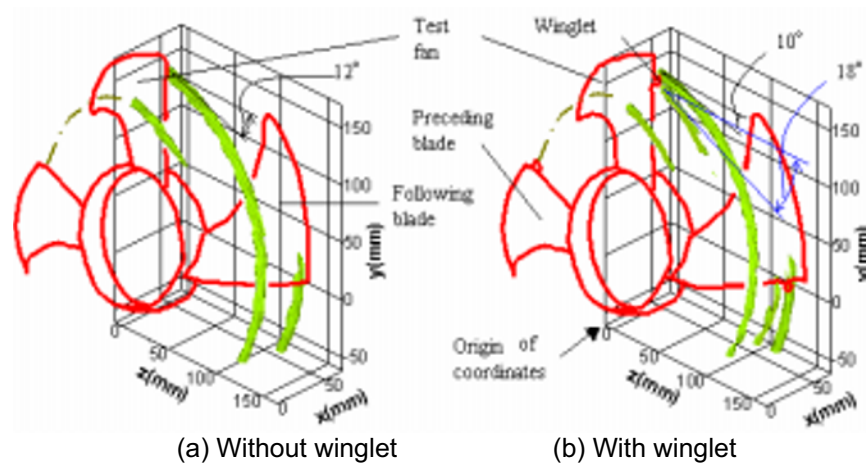 Test
fan
Winglet
12°
10°
18°
Preceding
blade
Following
blade
150
100
50
0
50
y(mm)
0
50
100
150
z(mm)
0
50
x(mm)
Origin of
coordinates
150
100
50
0
50
y(mm)
0
50
100
150
z(mm)
0
50
x(mm)
(a) Without winglet
(b) With winglet